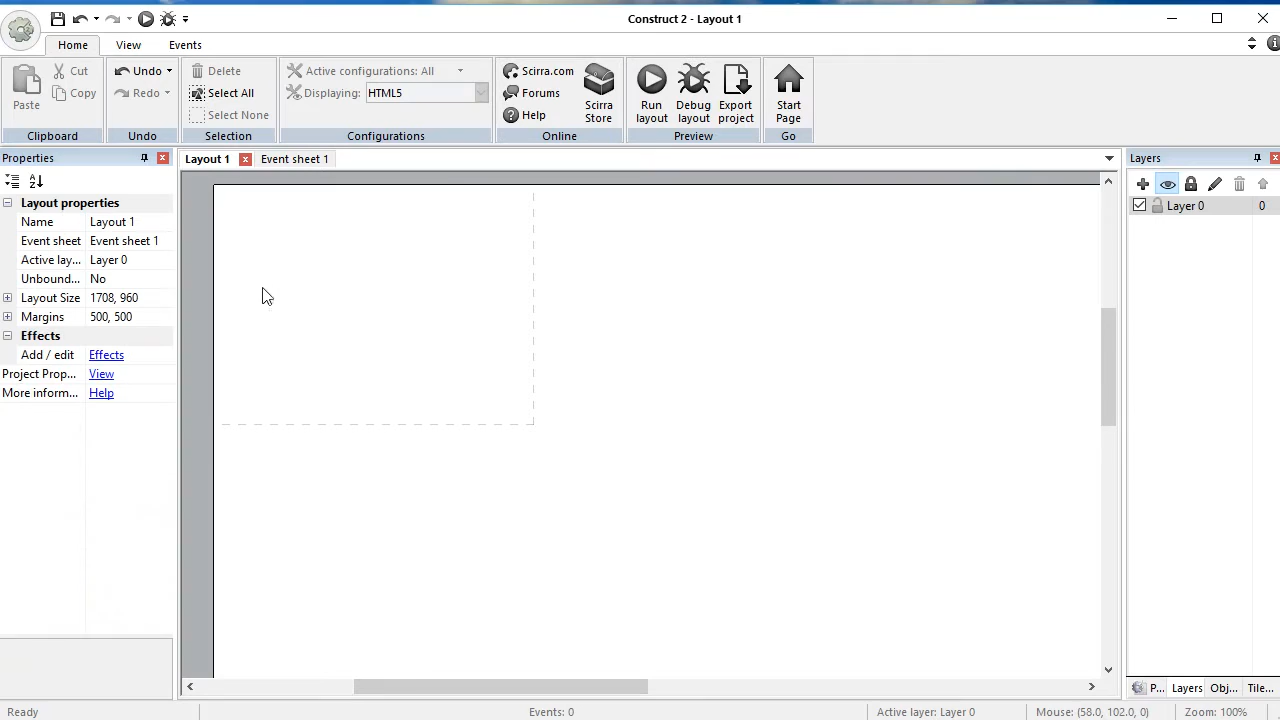 Construct 2 - Layout 1
Home View Events
Paste Cut Copy
Undo Redo
Delete Select All Select None
Active configurations: All
Displaying: HTML5
Scirra.com Forums Help
Scirra Store
Run layout
Debug layout
Export project
Start Page
Clipboard Undo Selection Configurations Online Preview Go
Properties
Layout 1 Event sheet 1
Layers
Layout properties
Name Layout 1
Event sheet Event sheet 1
Active lay... Layer 0
Unbound... No
Layout Size 1708, 960
Margins 500, 500
Effects
Add / edit Effects
Project Prop... View
More inform... Help
Layer 0 0
P... Layers Obj... Tile...
Ready Events: 0 Active layer: Layer 0 Mouse: (58.0, 102.0, 0) Zoom: 100%